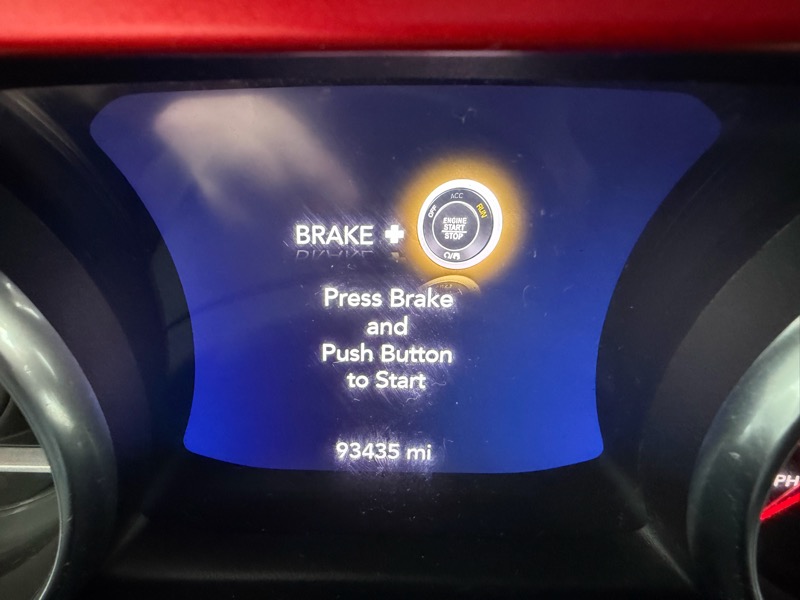 ACC
OFF
RUN
ENGINE
START
STOP
BRAKE +
Press Brake
and
Push Button
to Start
93435 mi